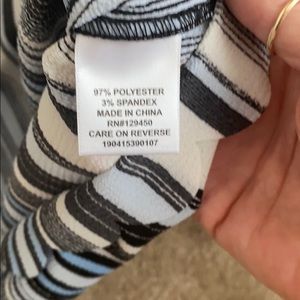 97% POLYESTER
3% SPANDEX
MADE IN CHINA
RN#129450
CARE ON REVERSE
190415390107